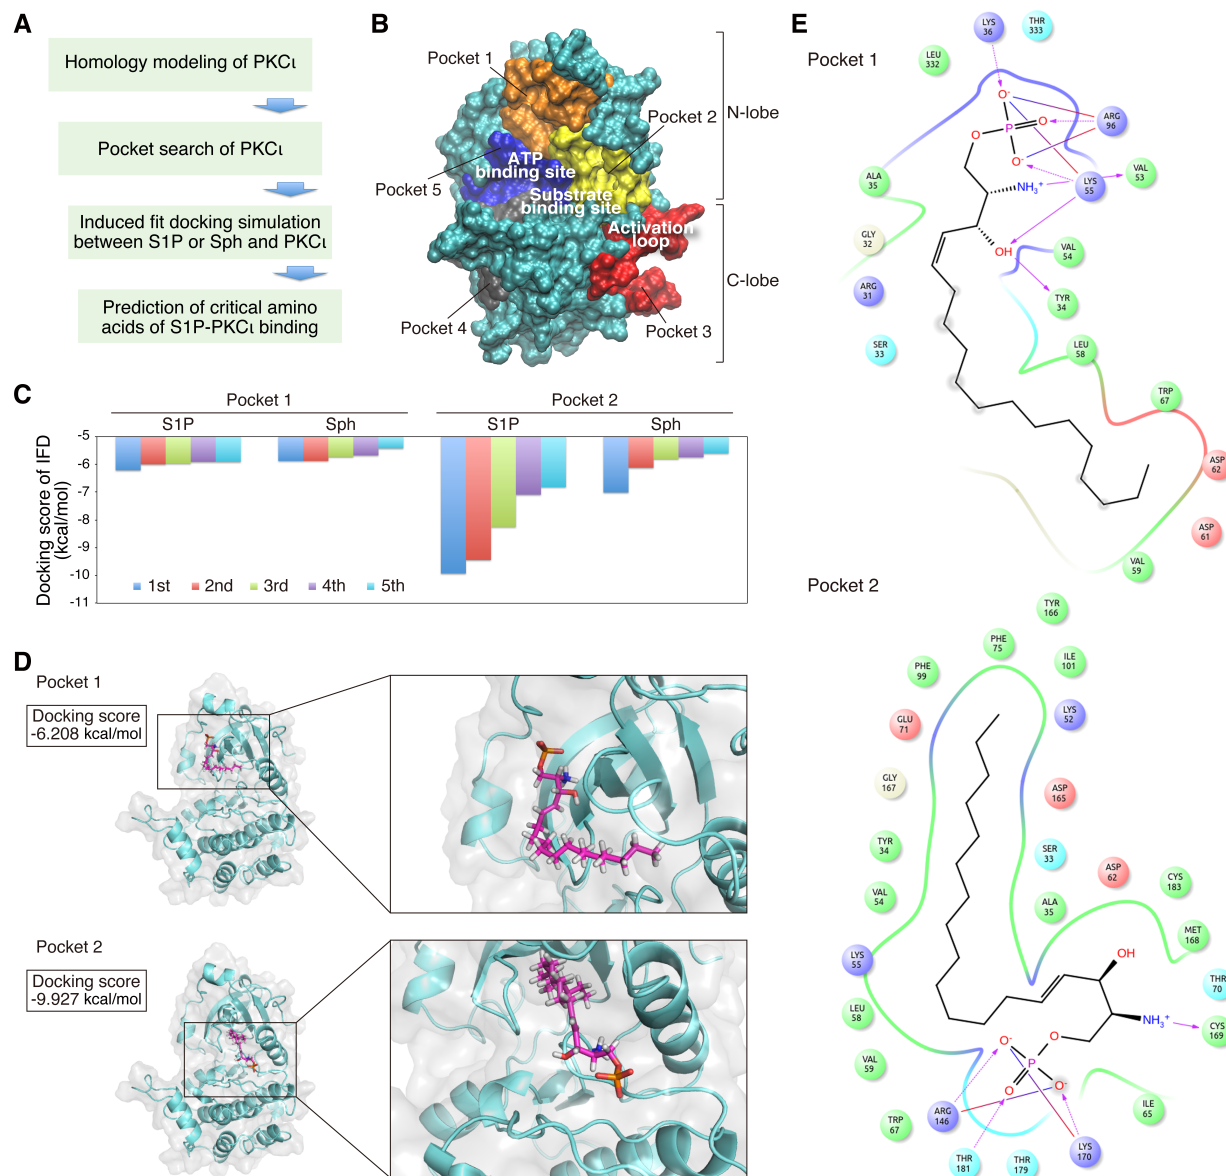 A
Homology modeling of PKCι
Pocket search of PKCι
Induced fit docking simulation
between S1P or Sph and PKCι
Prediction of critical amino
acids of S1P-PKCι binding
B
Pocket 1
Pocket 2
N-lobe
ATP
binding site
Pocket 5
Substrate
binding site
Activation
loop
C-lobe
Pocket 4
Pocket 3
C
Pocket 1
Pocket 2
S1P
Sph
S1P
Sph
Docking score of IFD
(kcal/mol)
-5
-6
-7
-8
-9
-10
-11
1st
2nd
3rd
4th
5th
D
Pocket 1
Docking score
-6.208 kcal/mol
Pocket 2
Docking score
-9.927 kcal/mol
E
Pocket 1
LYS
36
THR
333
LEU
332
O-
P
O
O
O-
ARG
96
ALA
35
NH3+
LYS
55
VAL
53
GLY
32
OH
VAL
54
ARG
31
TYR
34
SER
33
LEU
58
TRP
67
ASP
62
ASP
61
VAL
59
Pocket 2
TYR
166
PHE
75
ILE
101
PHE
99
LYS
52
GLU
71
GLY
167
ASP
165
TYR
34
SER
33
ASP
62
CYS
183
VAL
54
ALA
35
MET
168
LYS
55
OH
THR
70
LEU
58
NH3+
CYS
169
O-
O
P
VAL
59
O
O-
ARG
146
ILE
65
TRP
67
LYS
170
THR
181
THR
179